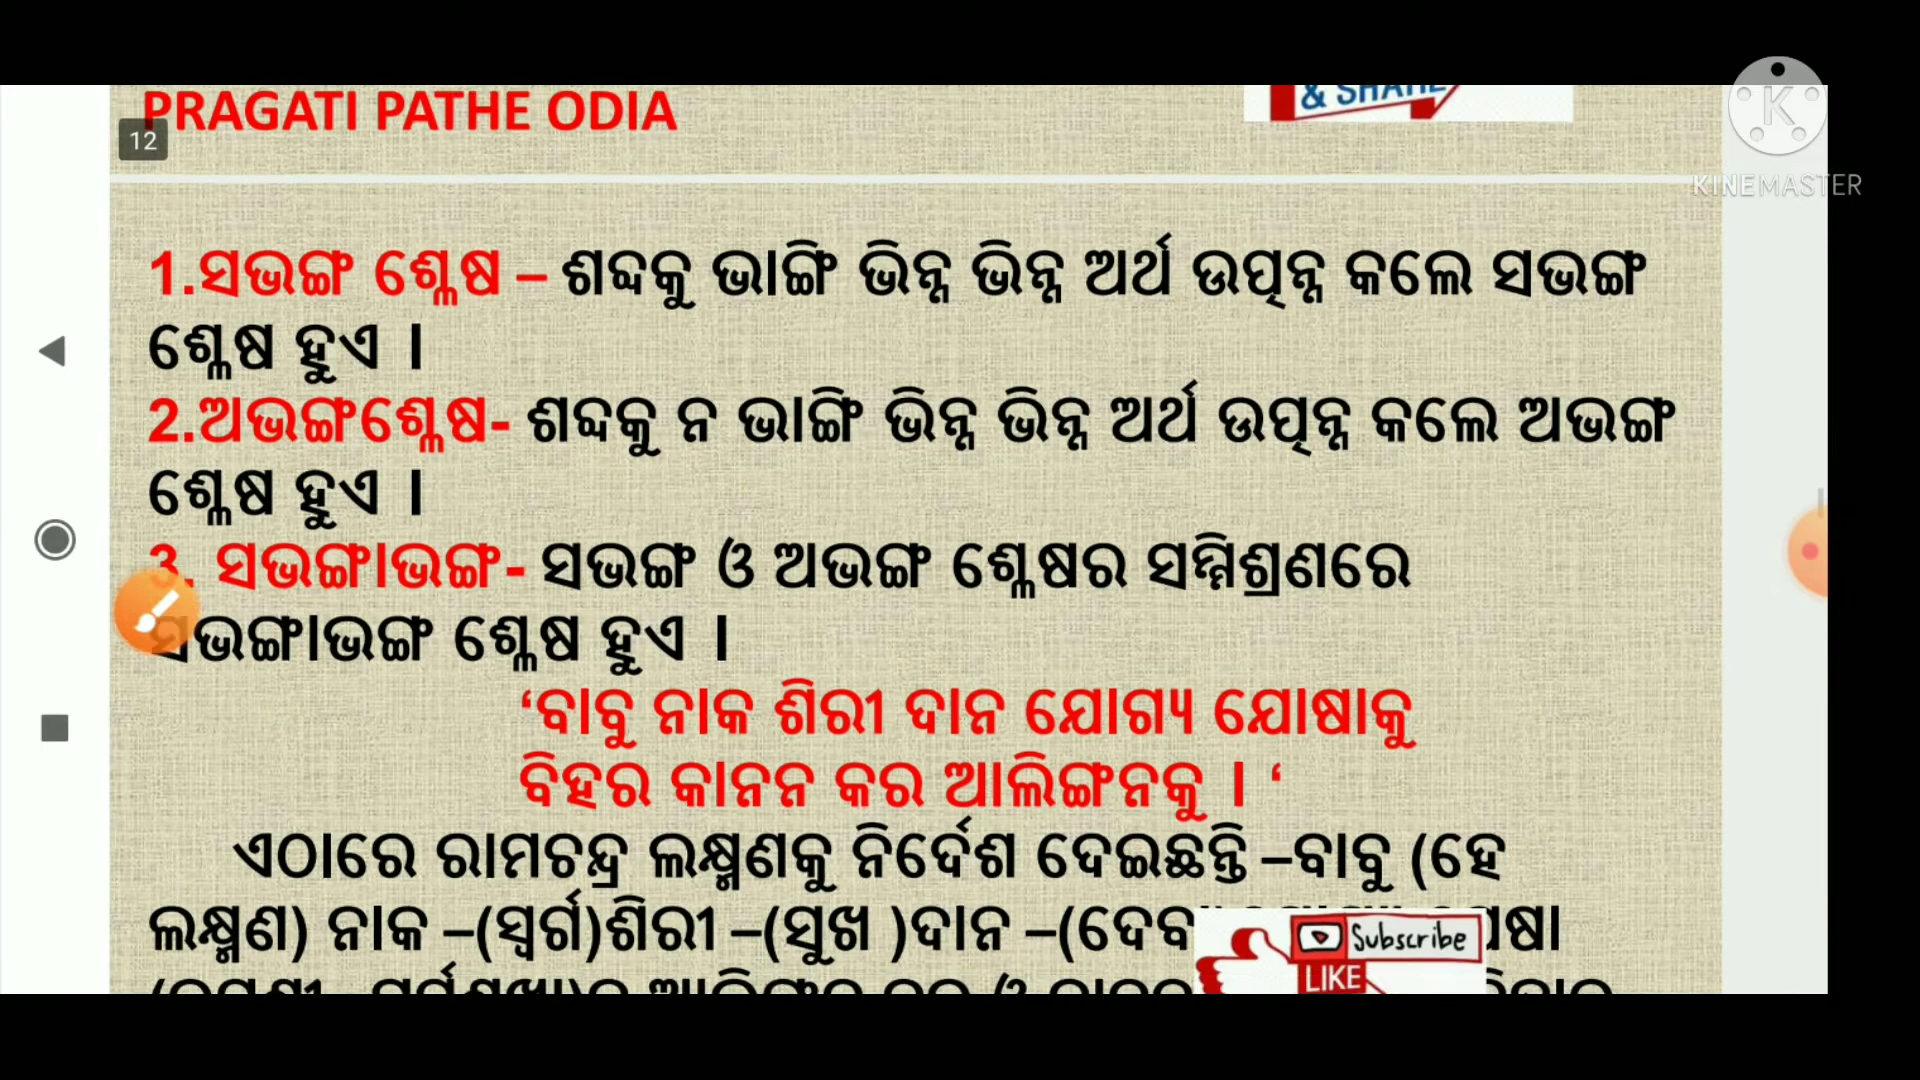 & SHARE
PRAGATI PATHE ODIA
12
KINEMASTER
1.ସଭଙ୍ଗ ଶ୍ଳେଷ – ଶବ୍ଦକୁ ଭାଙ୍ଗି ଭିନ୍ନ ଭିନ୍ନ ଅର୍ଥ ଉତ୍ପନ୍ନ କଲେ ସଭଙ୍ଗ
ଶ୍ଳେଷ ହୁଏ ।
2.ଅଭଙ୍ଗଶ୍ଳେଷ- ଶବ୍ଦକୁ ନ ଭାଙ୍ଗି ଭିନ୍ନ ଭିନ୍ନ ଅର୍ଥ ଉତ୍ପନ୍ନ କଲେ ଅଭଙ୍ଗ
ଶ୍ଳେଷ ହୁଏ ।
3. ସଭଙ୍ଗାଭଙ୍ଗ- ସଭଙ୍ଗ ଓ ଅଭଙ୍ଗ ଶ୍ଳେଷର ସମ୍ମିଶ୍ରଣରେ
ସଭଙ୍ଗାଭଙ୍ଗ ଶ୍ଳେଷ ହୁଏ ।
‘ବାବୁ ନାକ ଶିରୀ ଦାନ ଯୋଗ୍ୟ ଯୋଷାକୁ
ବିହର କାନନ କର ଆଲିଙ୍ଗନକୁ । ‘
ଏଠାରେ ରାମଚନ୍ଦ୍ର ଲକ୍ଷ୍ମଣକୁ ନିର୍ଦେଶ ଦେଇଛନ୍ତି –ବାବୁ (ହେ
ଲକ୍ଷ୍ମଣ) ନାକ –(ସ୍ୱର୍ଗ)ଶିରୀ –(ସୁଖ )ଦାନ –(ଦେବା
Subscribe
LIKE